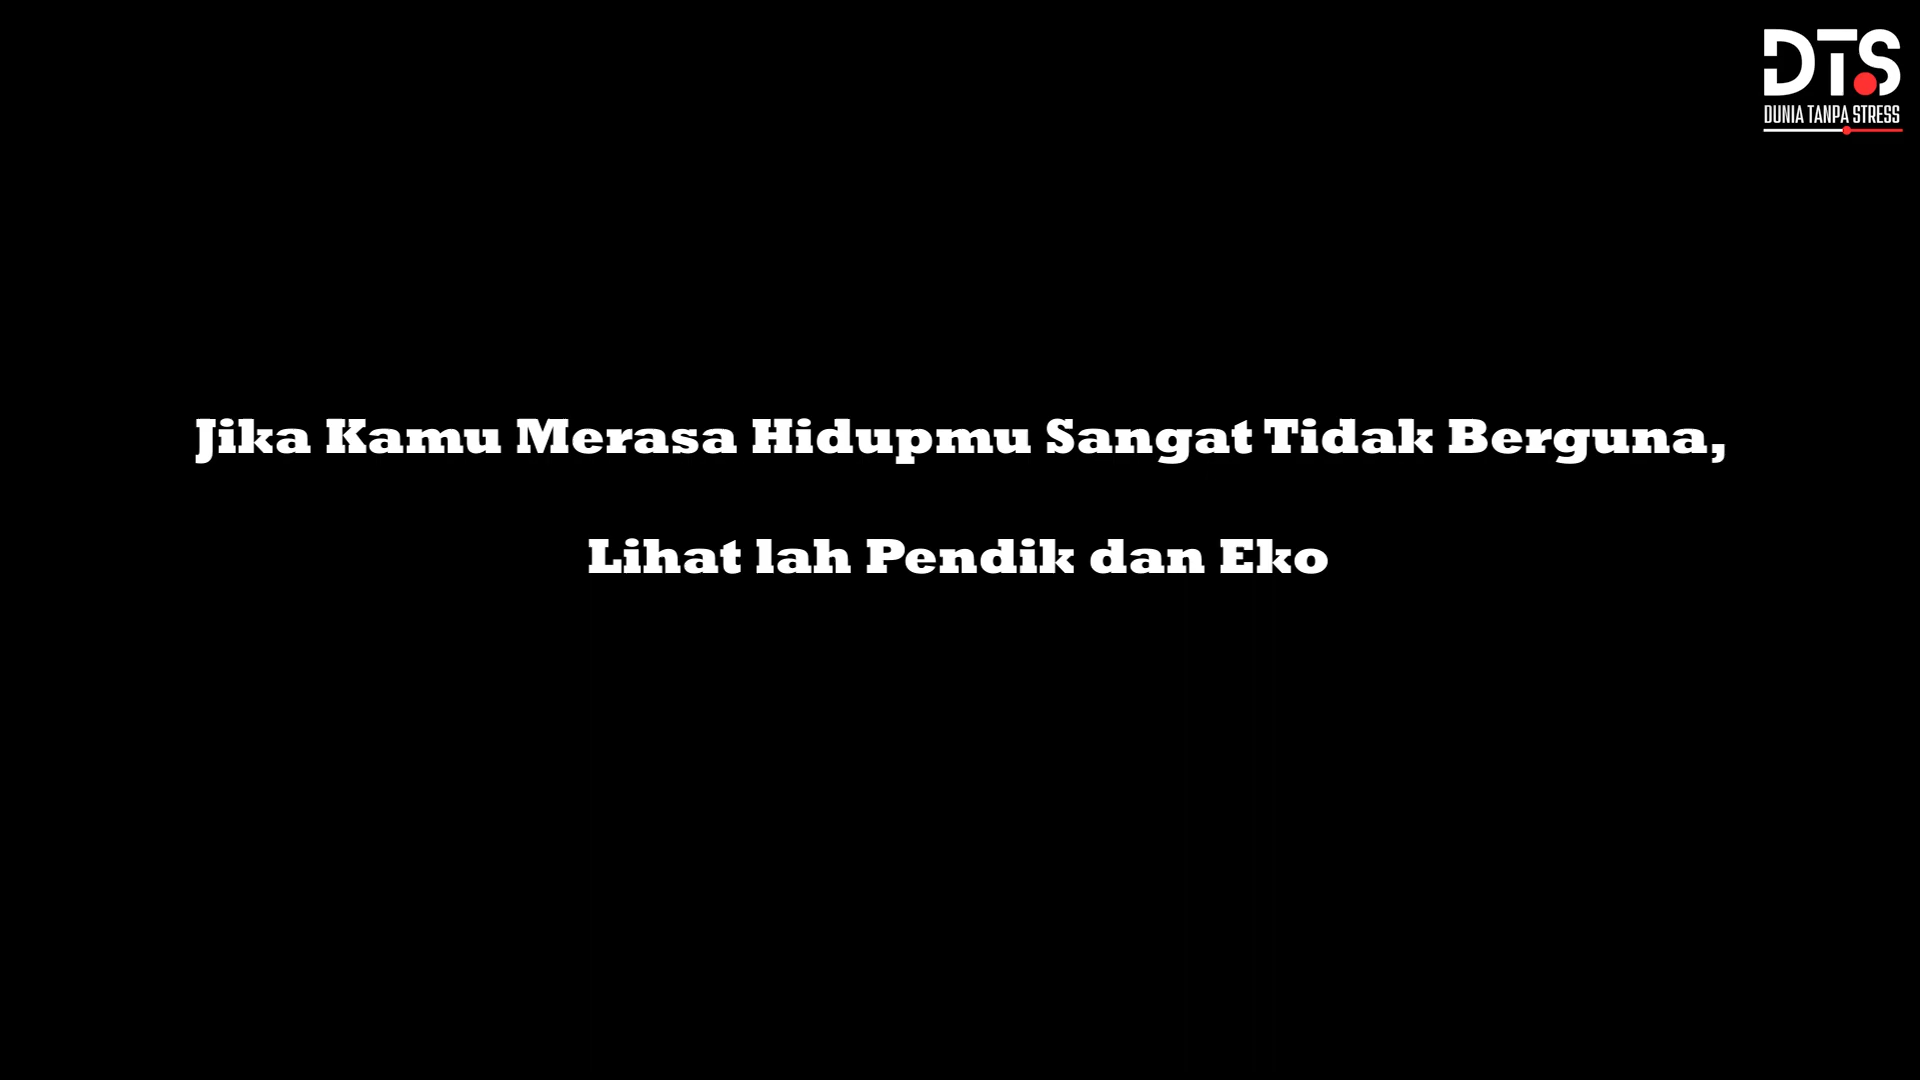 DTS
DUNIA TANPA STRESS
Jika Kamu Merasa Hidupmu Sangat Tidak Berguna,
Lihat lah Pendik dan Eko